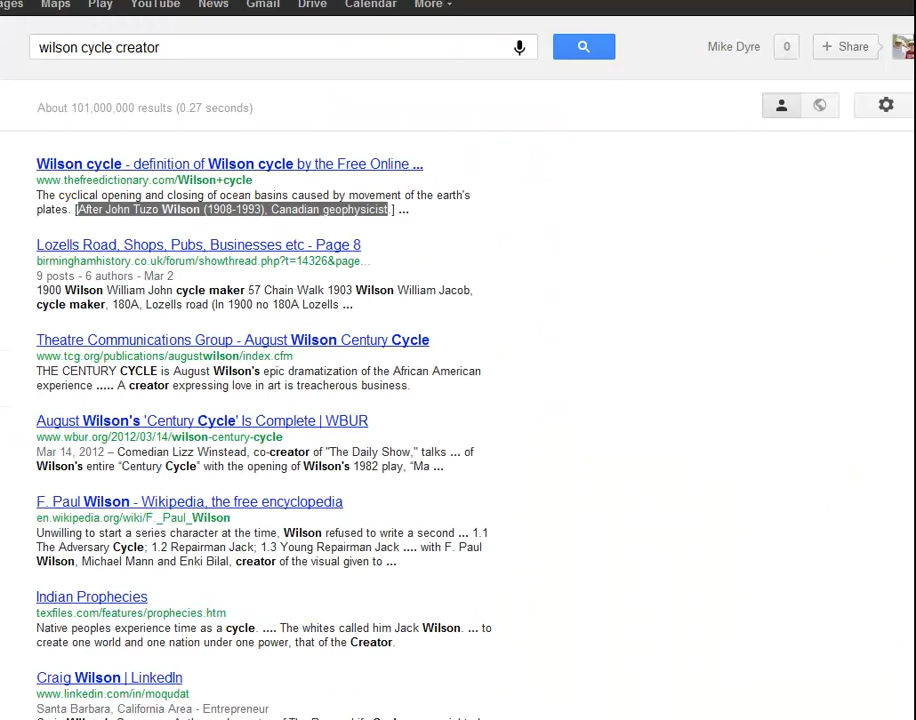 ages Maps Play YouTube News Gmail Drive Calendar More
wilson cycle creator
Mike Dyre 0 + Share
About 101,000,000 results (0.27 seconds)
Wilson cycle - definition of Wilson cycle by the Free Online ...
www.thefreedictionary.com/Wilson+cycle
The cyclical opening and closing of ocean basins caused by movement of the earth's
plates. [After John Tuzo Wilson (1908-1993), Canadian geophysicist.] ...
Lozells Road, Shops, Pubs, Businesses etc - Page 8
birminghamhistory.co.uk/forum/showthread.php?t=14326&page...
9 posts - 6 authors - Mar 2
1900 Wilson William John cycle maker 57 Chain Walk 1903 Wilson William Jacob,
cycle maker, 180A, Lozells road (In 1900 no 180A Lozells ...
Theatre Communications Group - August Wilson Century Cycle
www.tcg.org/publications/augustwilson/index.cfm
THE CENTURY CYCLE is August Wilson's epic dramatization of the African American
experience ..... A creator expressing love in art is treacherous business.
August Wilson's 'Century Cycle' Is Complete | WBUR
www.wbur.org/2012/03/14/wilson-century-cycle
Mar 14, 2012 – Comedian Lizz Winstead, co-creator of "The Daily Show," talks ... of
Wilson's entire “Century Cycle” with the opening of Wilson's 1982 play, “Ma ...
F. Paul Wilson - Wikipedia, the free encyclopedia
en.wikipedia.org/wiki/F._Paul_Wilson
Unwilling to start a series character at the time, Wilson refused to write a second ... 1.1
The Adversary Cycle; 1.2 Repairman Jack; 1.3 Young Repairman Jack .... with F. Paul
Wilson, Michael Mann and Enki Bilal, creator of the visual given to ...
Indian Prophecies
texfiles.com/features/prophecies.htm
Native peoples experience time as a cycle. .... The whites called him Jack Wilson. ... to
create one world and one nation under one power, that of the Creator.
Craig Wilson | LinkedIn
www.linkedin.com/in/moqudat
Santa Barbara, California Area - Entrepreneur